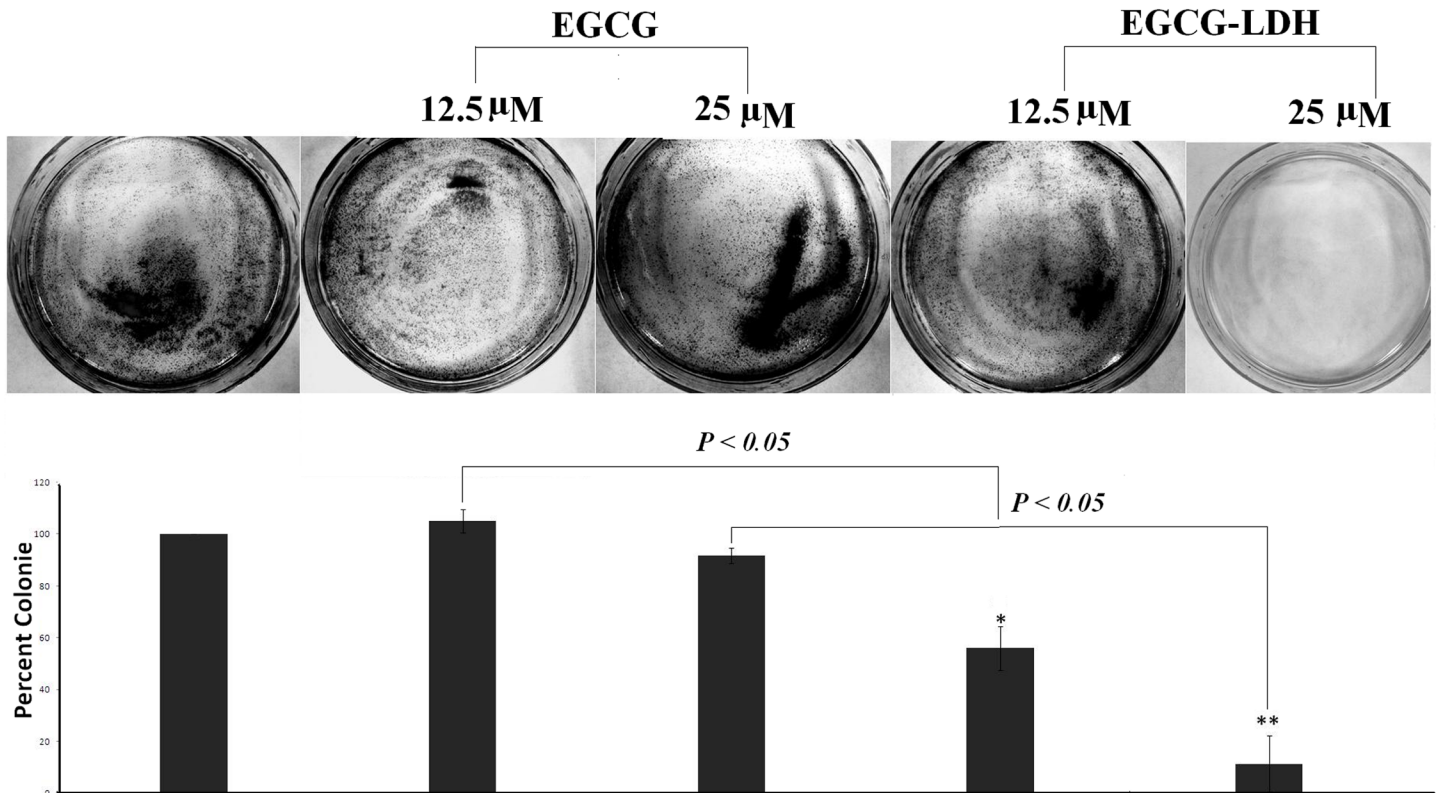 EGCG
EGCG-LDH
12.5 μM
25 μM
12.5 μM
25 μM
P < 0.05
P < 0.05
120
100
80
60
40
20
0
Percent Colonie
*
**